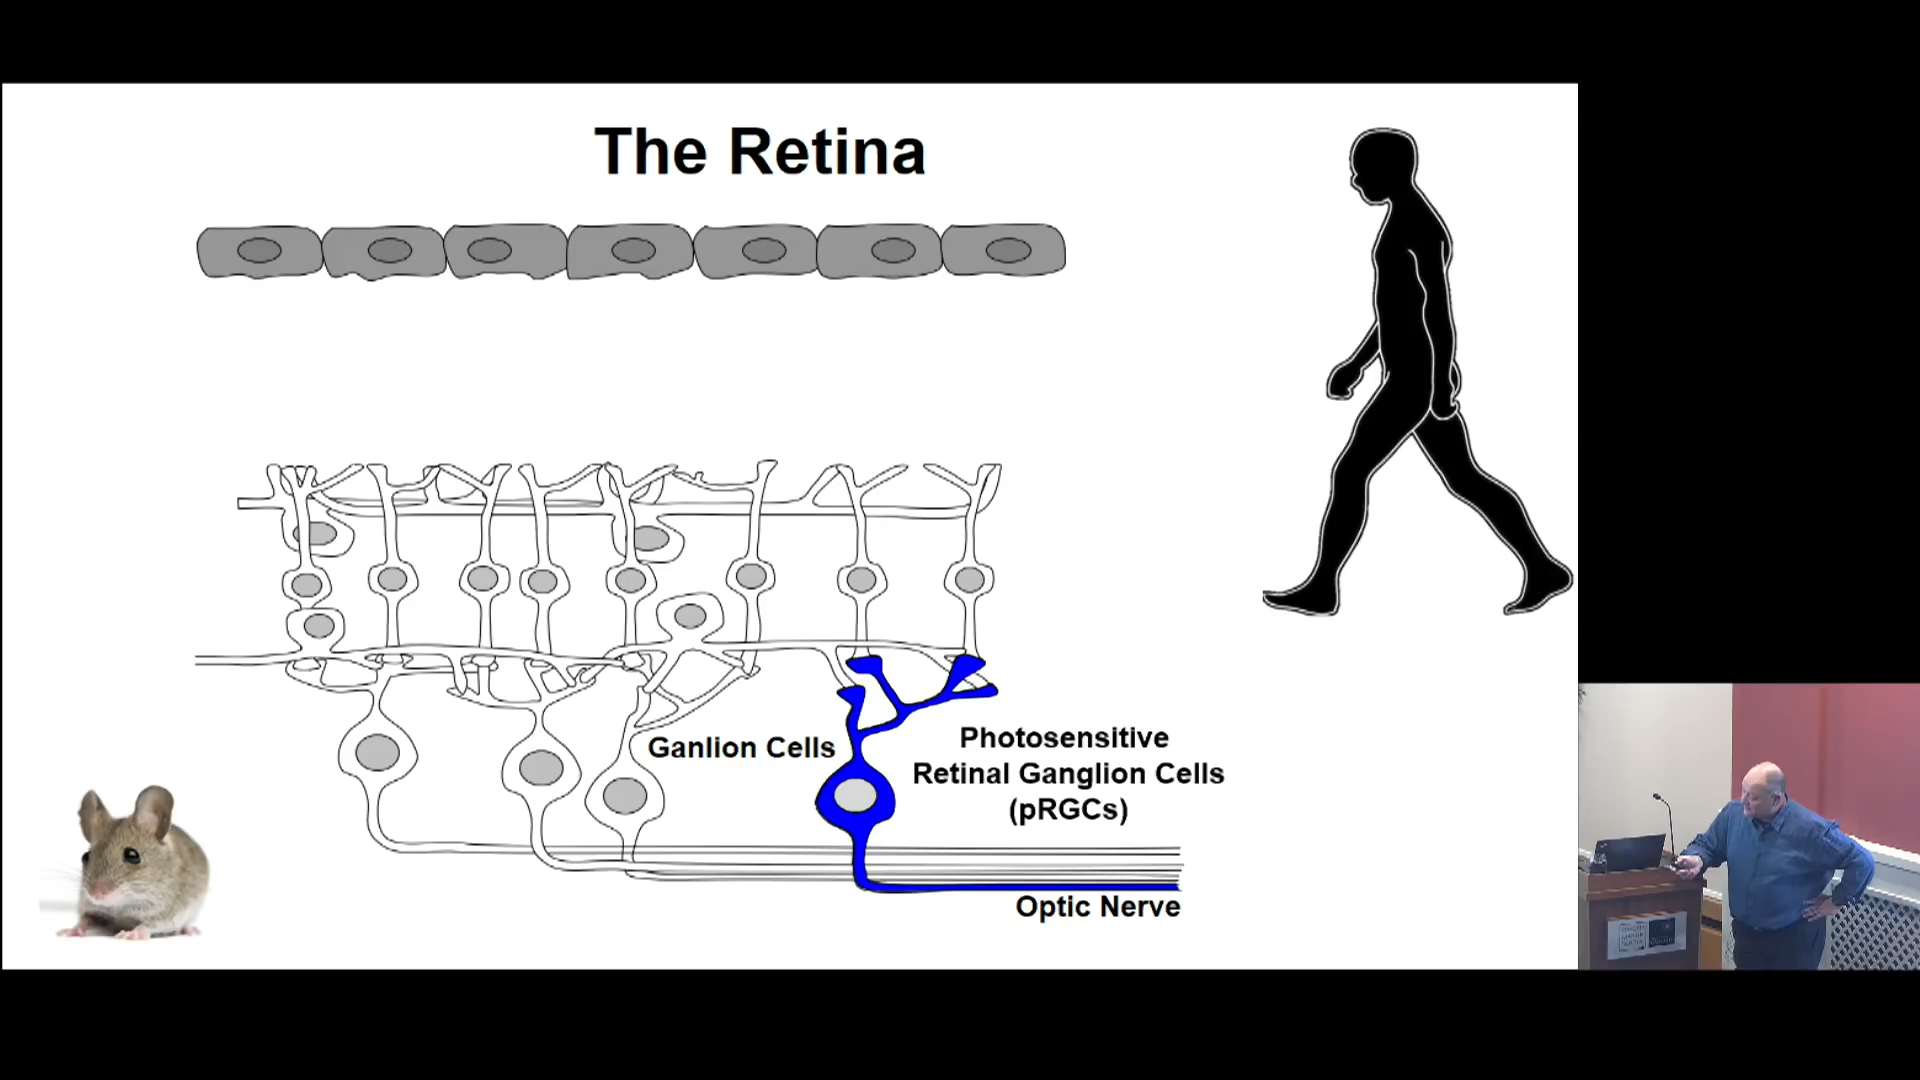 The Retina
Ganlion Cells
Photosensitive
Retinal Ganglion Cells
(pRGCs)
Optic Nerve